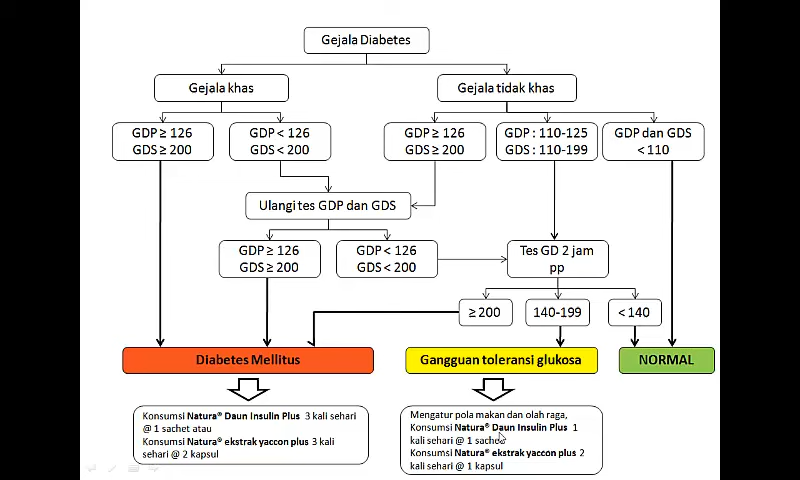 Gejala Diabetes
Gejala khas
Gejala tidak khas
GDP ≥ 126
GDS ≥ 200
GDP < 126
GDS < 200
GDP ≥ 126
GDS ≥ 200
GDP : 110-125
GDS : 110-199
GDP dan GDS
< 110
Ulangi tes GDP dan GDS
GDP ≥ 126
GDS ≥ 200
GDP < 126
GDS < 200
Tes GD 2 jam
pp
≥ 200
140-199
< 140
Diabetes Mellitus
Gangguan toleransi glukosa
NORMAL
Konsumsi Natura® Daun Insulin Plus 3 kali sehari
@ 1 sachet atau
Konsumsi Natura® ekstrak yaccon plus 3 kali
sehari @ 2 kapsul
Mengatur pola makan dan olah raga,
Konsumsi Natura® Daun Insulin Plus 1
kali sehari @ 1 sachet
Konsumsi Natura® ekstrak yaccon plus 2
kali sehari @ 1 kapsul